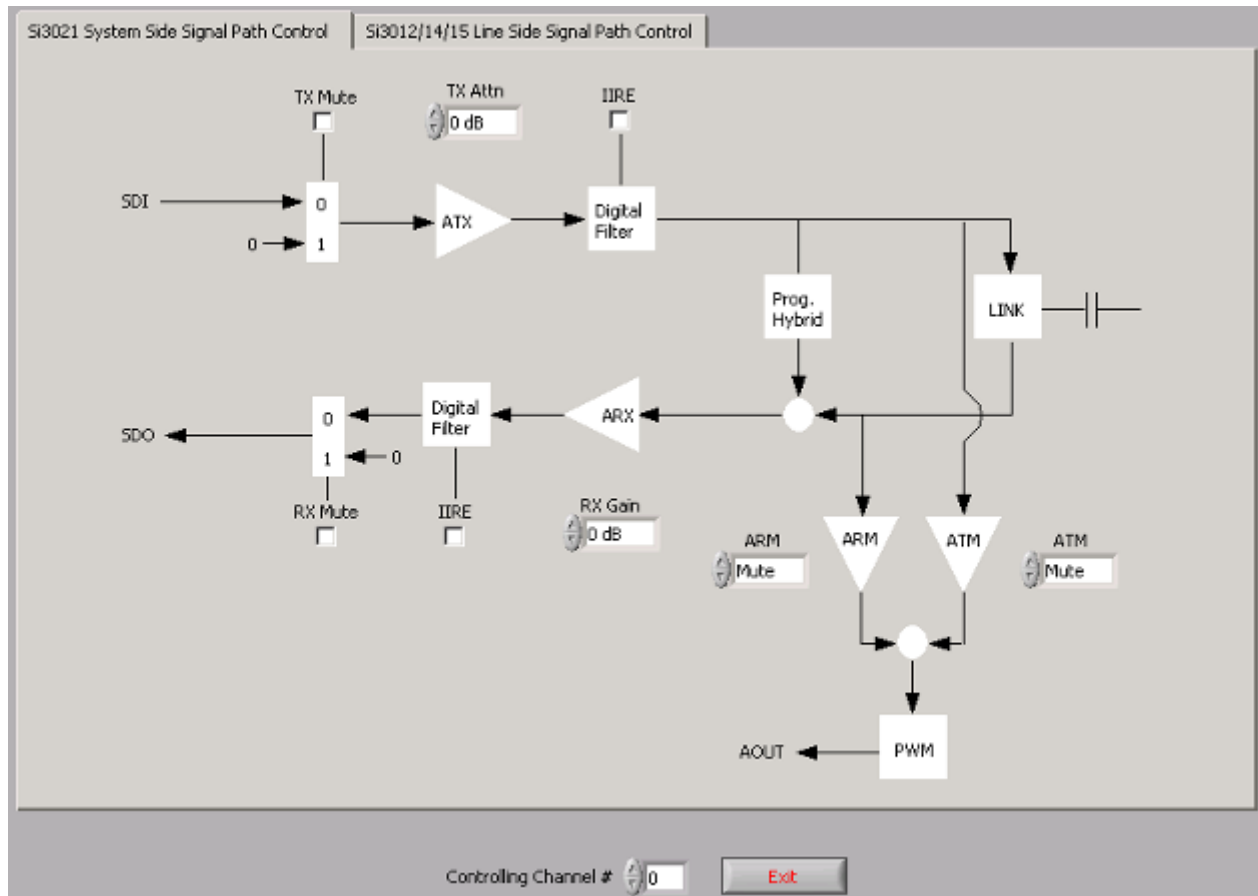 Si3021 System Side Signal Path Control
Si3012/14/15 Line Side Signal Path Control
TX Mute
TX Attn
0 dB
IIRE
SDI
0
0
1
ATX
Digital
Filter
Prog.
Hybrid
LINK
SDO
0
1
0
Digital
Filter
ARX
RX Mute
IIRE
RX Gain
0 dB
ARM
Mute
ARM
ATM
ATM
Mute
AOUT
PWM
Controlling Channel #
0
Exit